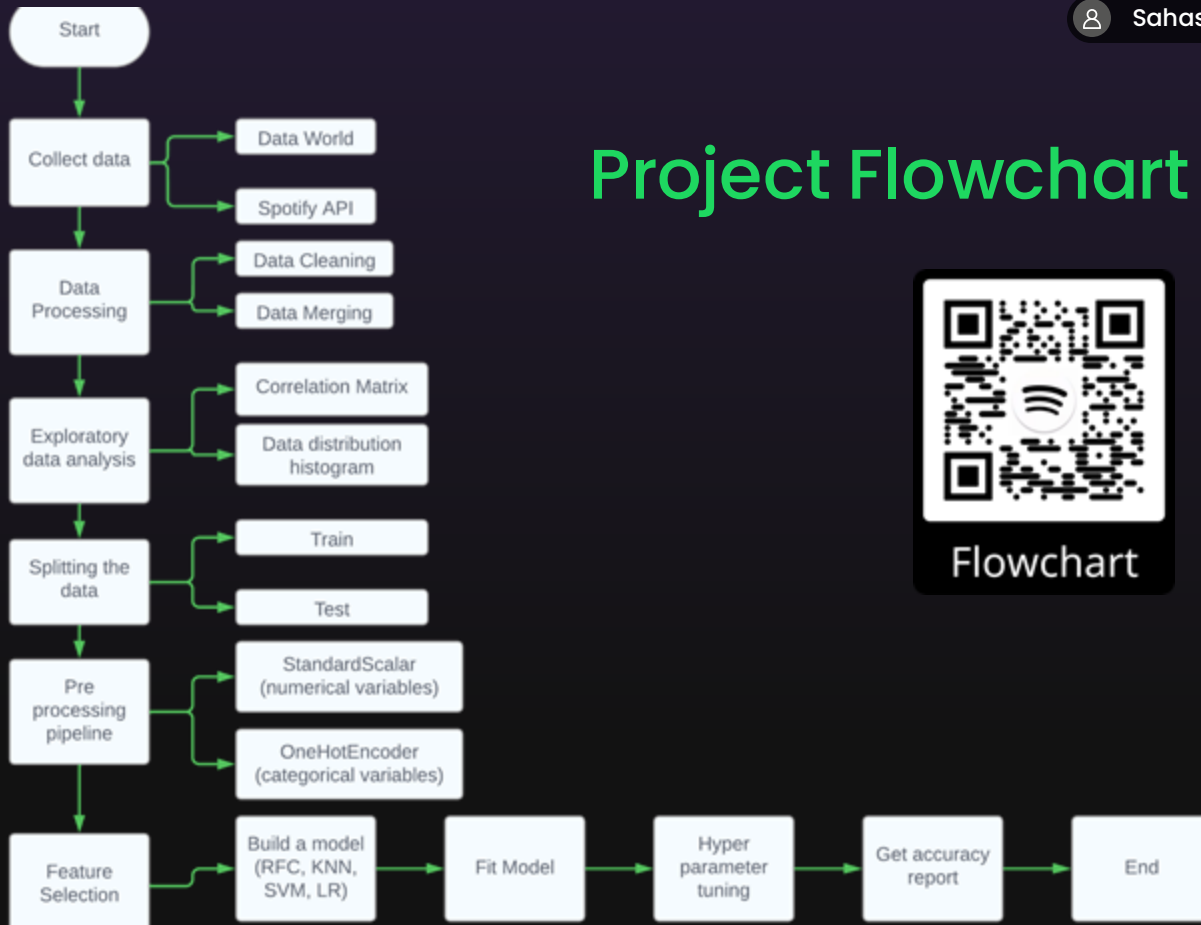 Start
Sahas
Project Flowchart
Collect data
Data World
Spotify API
Data
Processing
Data Cleaning
Data Merging
Exploratory
data analysis
Correlation Matrix
Data distribution
histogram
Splitting the
data
Train
Test
Pre
processing
pipeline
StandardScalar
(numerical variables)
OneHotEncoder
(categorical variables)
Feature
Selection
Build a model
(RFC, KNN,
SVM, LR)
Fit Model
Hyper
parameter
tuning
Get accuracy
report
End
Flowchart